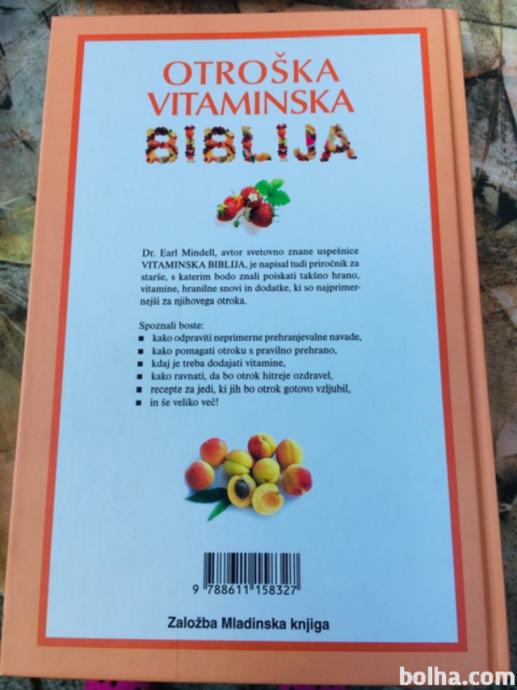 OTROŠKA
VITAMINSKA
BIBLIJA
Dr. Earl Mindell, avtor svetovno znane uspešnice
VITAMINSKA BIBLIJA, je napisal tudi priročnik za
starše, s katerim bodo znali poiskati takšno hrano,
vitamine, hranilne snovi in dodatke, ki so najprimer-
nejši za njihovega otroka.
Spoznali boste:
▪ kako odpraviti neprimerne prehranjevalne navade,
▪ kako pomagati otroku s pravilno prehrano,
▪ kdaj je treba dodajati vitamine,
▪ kako ravnati, da bo otrok hitreje ozdravel,
▪ recepte za jedi, ki jih bo otrok gotovo vzljubil,
▪ in še veliko več!
9 788611 158327
Založba Mladinska knjiga
bolha.com